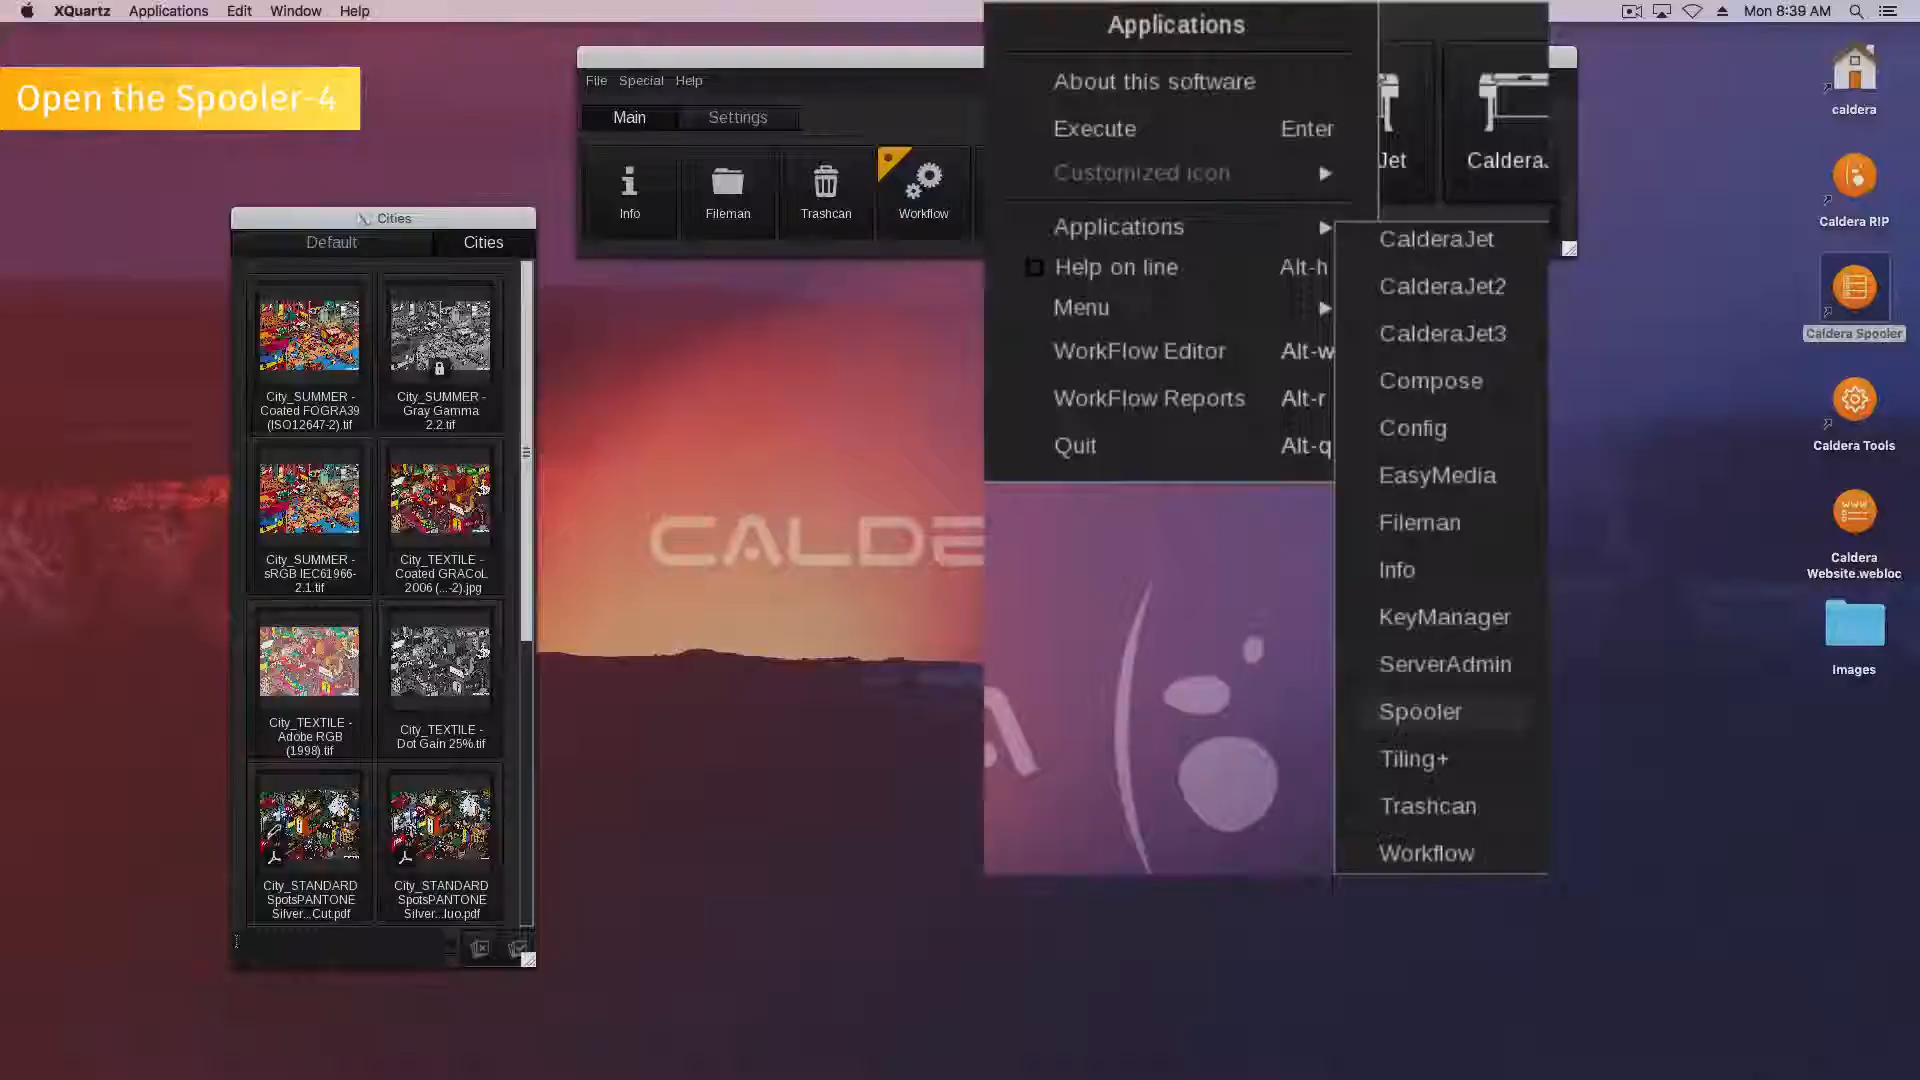 XQuartz Applications Edit Window Help
Mon 8:39 AM
Open the Spooler-4
File Special Help
Main Settings
Info
Fileman
Trashcan
Workflow
Jet
Caldera.
Applications
About this software
Execute Enter
Customized icon
Applications
Help on line Alt-h
Menu
WorkFlow Editor Alt-w
WorkFlow Reports Alt-r
Quit Alt-q
CalderaJet
CalderaJet2
CalderaJet3
Compose
Config
EasyMedia
Fileman
Info
KeyManager
ServerAdmin
Spooler
Tiling+
Trashcan
Workflow
Cities
Default Cities
City_SUMMER -
Coated FOGRA39
(ISO12647-2).tif
City_SUMMER -
Gray Gamma
2.2.tif
City_SUMMER -
sRGB IEC61966-
2.1.tif
City_TEXTILE -
Coated GRACoL
2006 (...-2).jpg
City_TEXTILE -
Adobe RGB
(1998).tif
City_TEXTILE -
Dot Gain 25%.tif
City_STANDARD
SpotsPANTONE
Silver...Cut.pdf
City_STANDARD
SpotsPANTONE
Silver...luo.pdf
CALDE
A
caldera
Caldera RIP
Caldera Spooler
Caldera Tools
WWW
Caldera
Website.webloc
Images